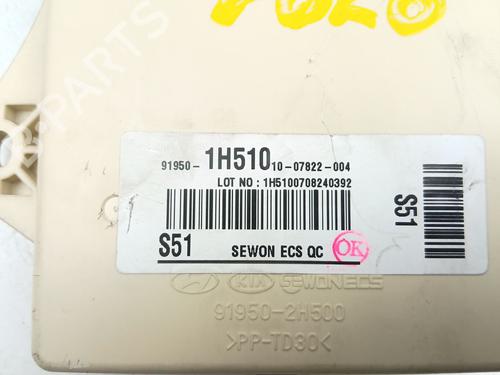 91950-1H510 10-07822-004
LOT NO : 1H5100708240392
S51 SEWON ECS QC OK
S51
KIA SEWONECS
91950-2H500
>PP-TD30<
PARTS